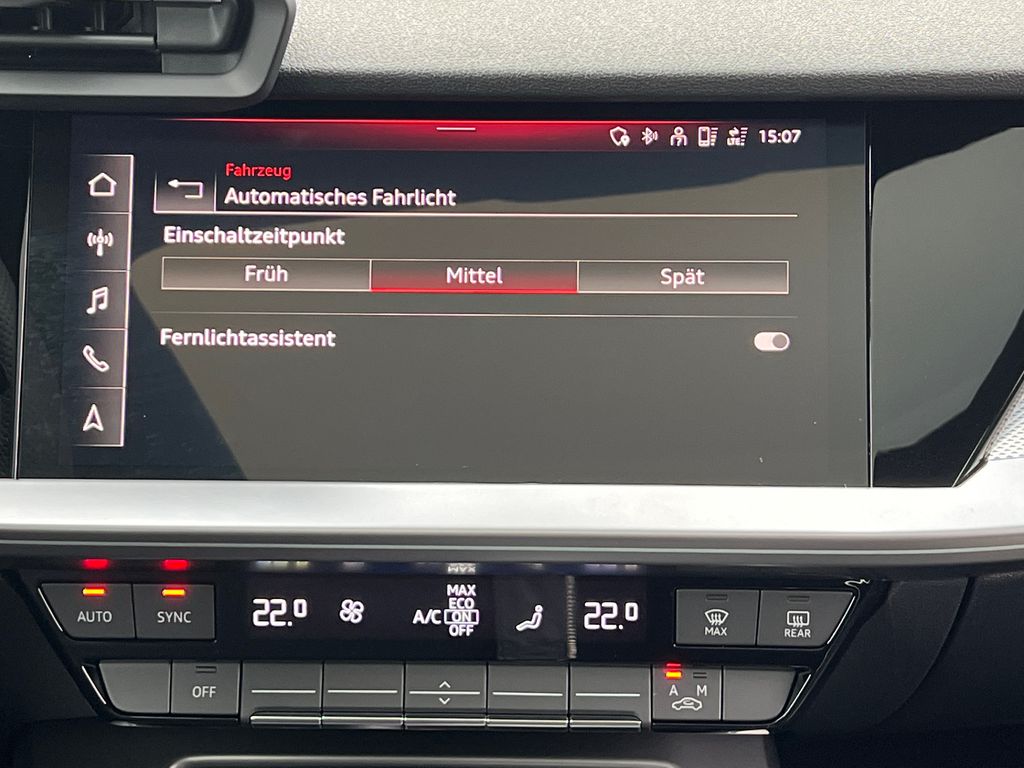 LTE 15:07
Fahrzeug
Automatisches Fahrlicht
Einschaltzeitpunkt
Früh Mittel Spät
Fernlichtassistent
AUTO SYNC 22.0 A/C MAX ECO ON OFF 22.0 MAX REAR
OFF A M